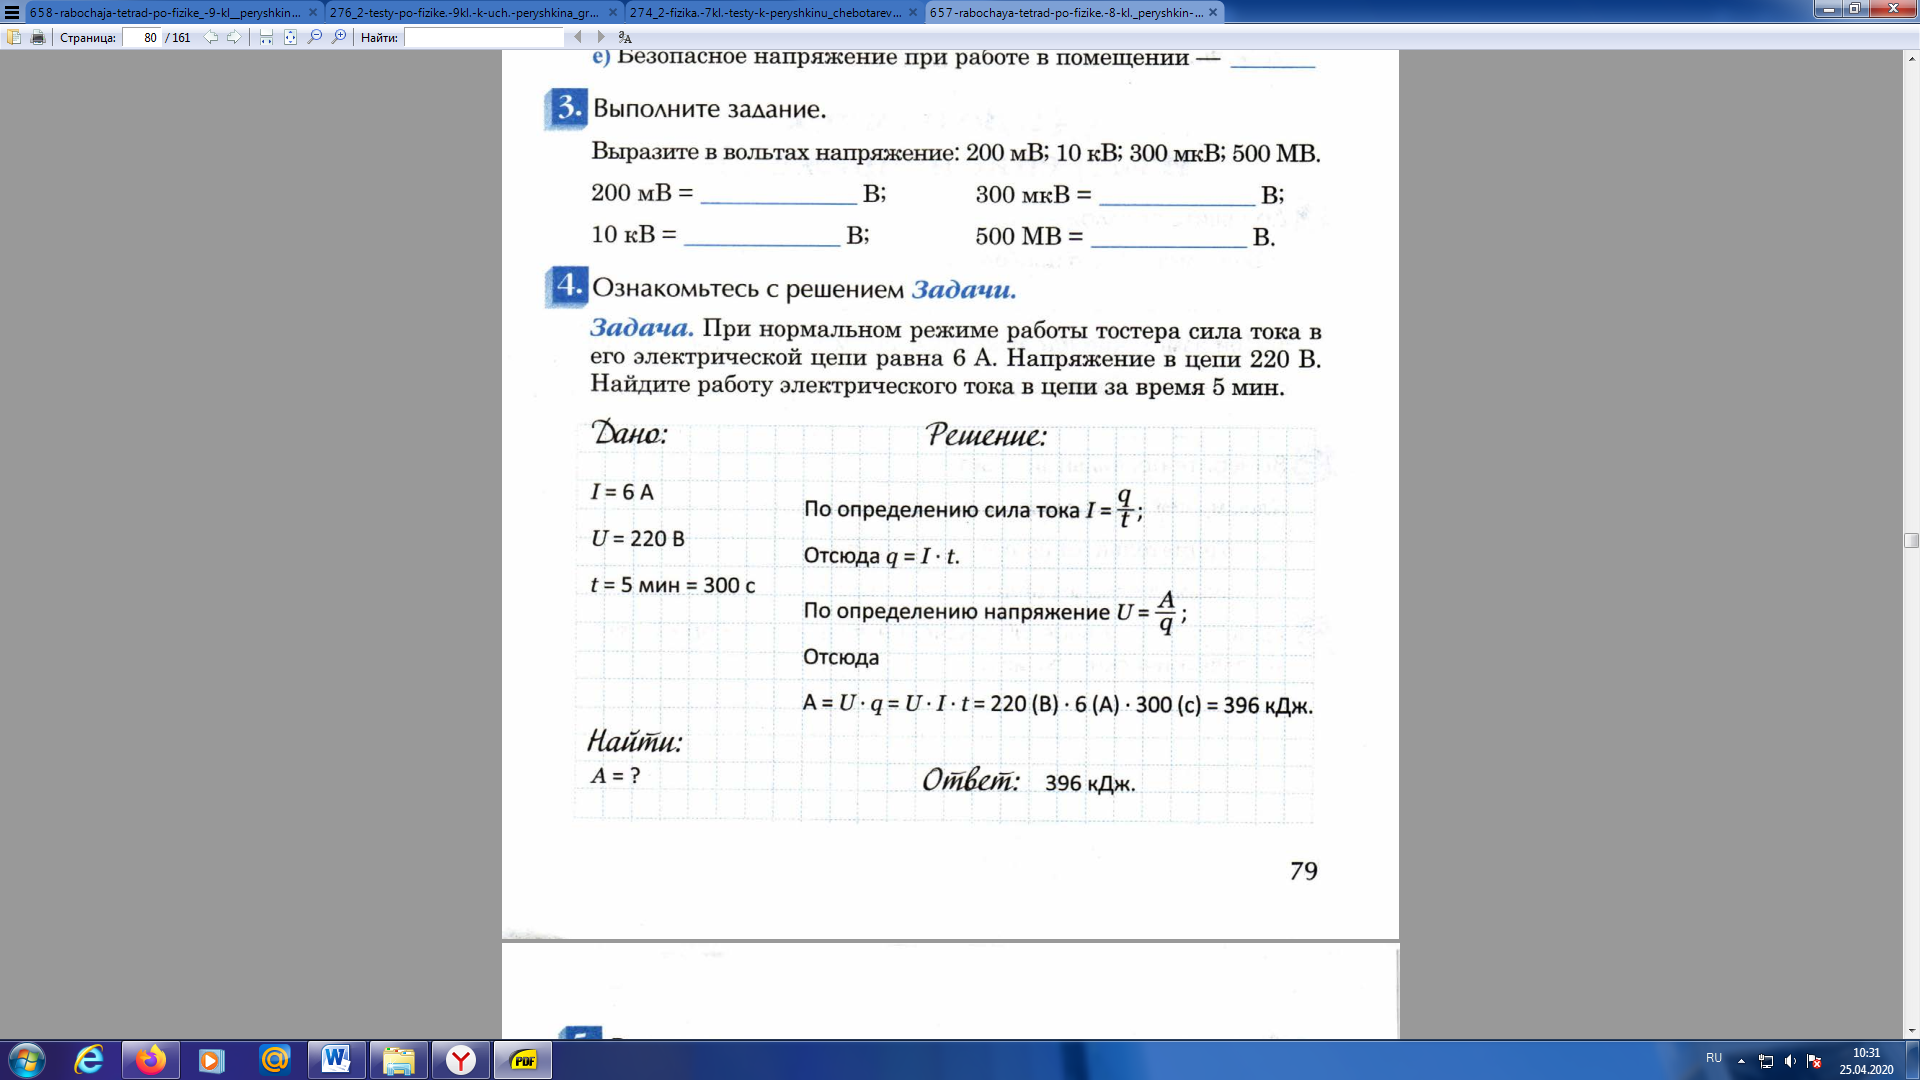 658-rabochaja-tetrad-po-fizike_-9-kl__peryshkin...
276_2-testy-po-fizike.-9kl.-k-uch.-peryshkina_gr...
274_2-fizika.-7kl.-testy-k-peryshkinu_chebotarev...
657-rabochaya-tetrad-po-fizike.-8-kl._peryshkin-...
Страница: 80 / 161 Найти:
е) Безопасное напряжение при работе в помещении —
3. Выполните задание.
Выразите в вольтах напряжение: 200 мВ; 10 кВ; 300 мкВ; 500 МВ.
200 мВ = В; 300 мкВ = В;
10 кВ = В; 500 МВ = В.
4. Ознакомьтесь с решением Задачи.
Задача. При нормальном режиме работы тостера сила тока в
его электрической цепи равна 6 А. Напряжение в цепи 220 В.
Найдите работу электрического тока в цепи за время 5 мин.
Дано: Решение:
I = 6 А
По определению сила тока I = q/t;
U = 220 В
Отсюда q = I · t.
t = 5 мин = 300 с
По определению напряжение U = A/q;
Отсюда
А = U · q = U · I · t = 220 (В) · 6 (А) · 300 (с) = 396 кДж.
Найти:
A = ?
Ответ: 396 кДж.
79
RU
10:31
25.04.2020